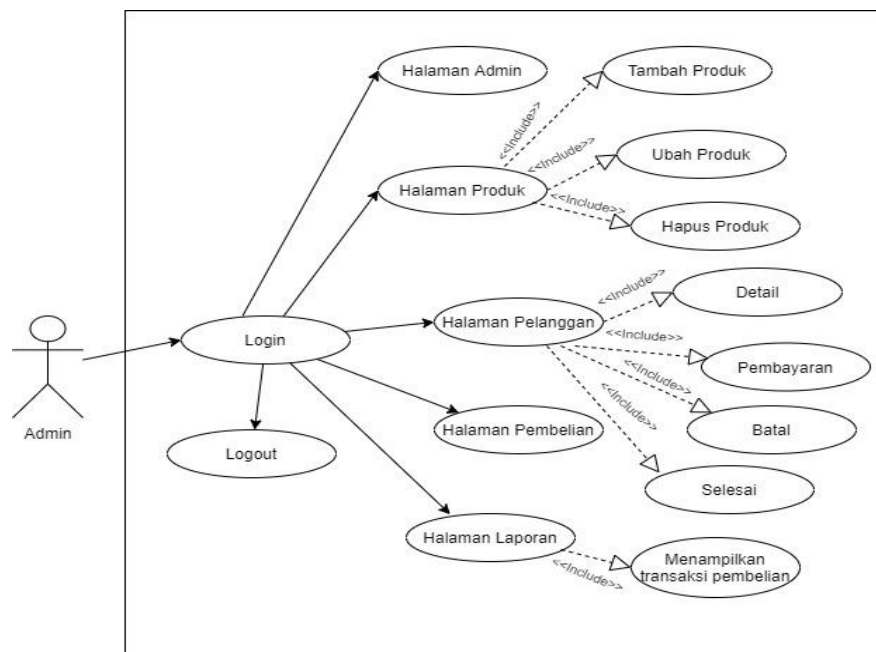 Halaman Admin
Tambah Produk
<<Include>>
<<Include>>
Ubah Produk
Halaman Produk
<<Include>>
Hapus Produk
<<Include>>
Detail
Halaman Pelanggan
<<Include>>
Login
Pembayaran
<<Include>>
Admin
Halaman Pembelian
<<Include>>
Batal
Logout
Selesai
Halaman Laporan
<<Include>>
Menampilkan
transaksi pembelian